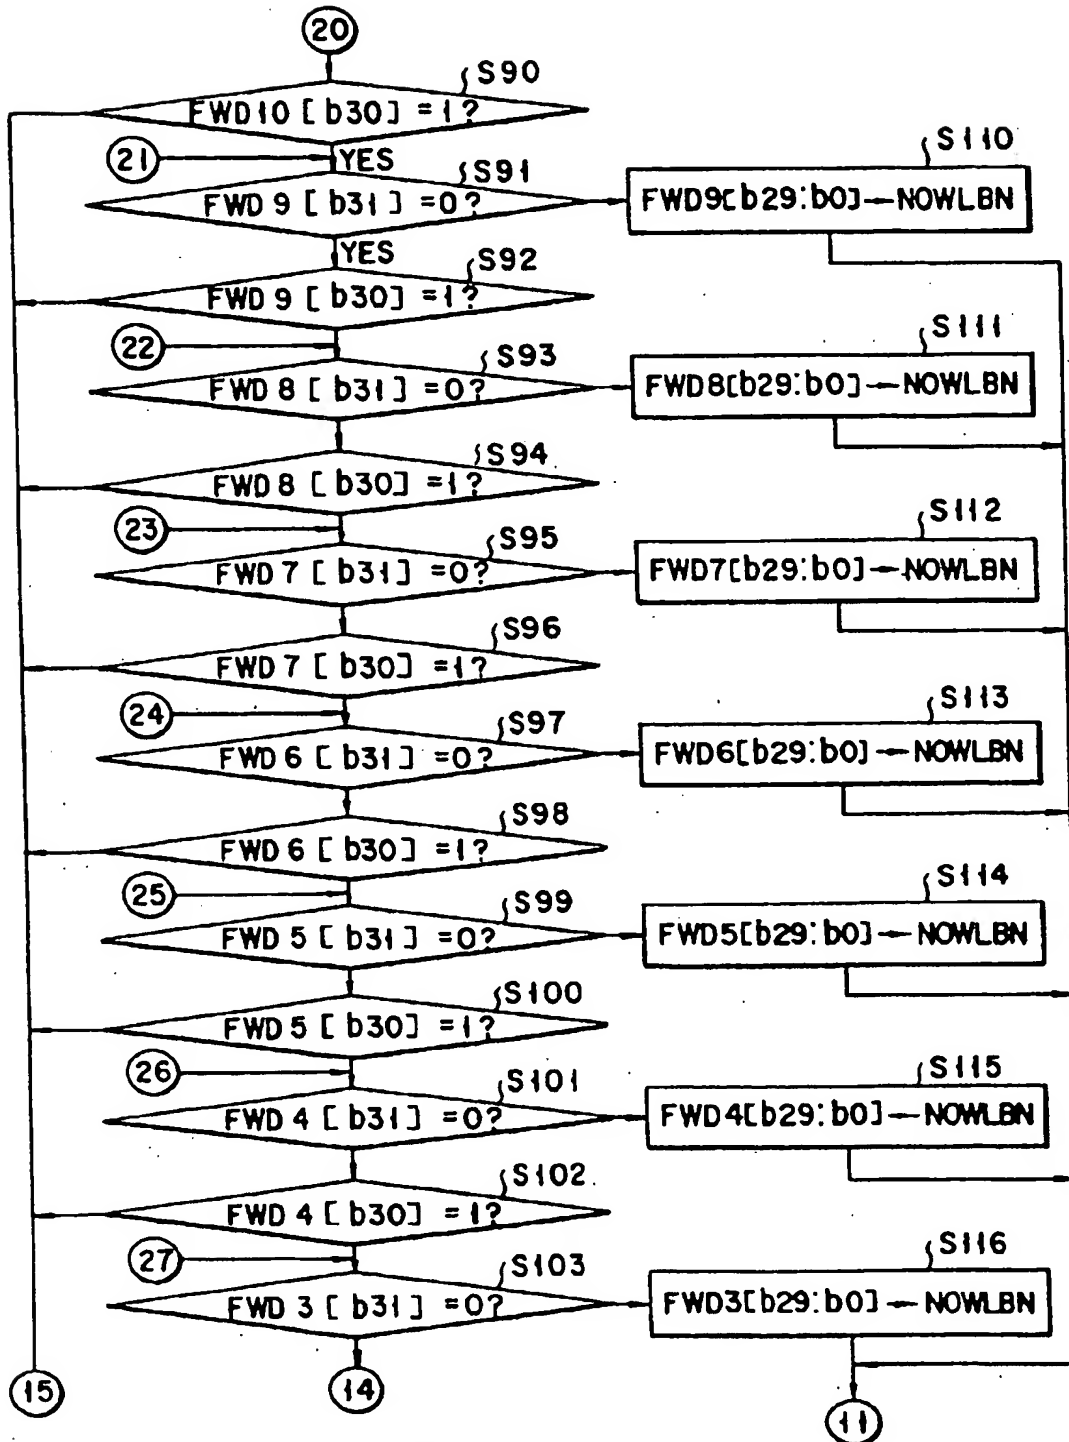 20
S90
FWD10 [b30] =1?
21
YES
S91
S110
FWD9 [b31] =0?
FWD9[b29:b0]←NOWLBN
YES
S92
FWD9 [b30] =1?
22
S93
S111
FWD8 [b31] =0?
FWD8[b29:b0]←NOWLBN
S94
FWD8 [b30] =1?
23
S95
S112
FWD7 [b31] =0?
FWD7[b29:b0]←NOWLBN
S96
FWD7 [b30] =1?
24
S97
S113
FWD6 [b31] =0?
FWD6[b29:b0]←NOWLBN
S98
FWD6 [b30] =1?
25
S99
S114
FWD5 [b31] =0?
FWD5[b29:b0]←NOWLBN
S100
FWD5 [b30] =1?
26
S101
S115
FWD4 [b31] =0?
FWD4[b29:b0]←NOWLBN
S102
FWD4 [b30] =1?
27
S103
S116
FWD3 [b31] =0?
FWD3[b29:b0]←NOWLBN
15
14
11